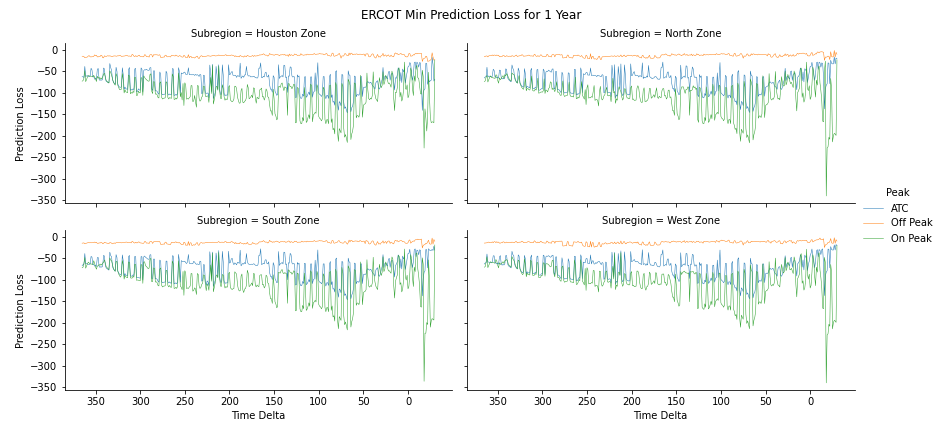 ERCOT Min Prediction Loss for 1 Year
Subregion = Houston Zone
Subregion = North Zone
0
−50
−100
−150
−200
−250
−300
−350
Prediction Loss
Peak
ATC
Off Peak
On Peak
Subregion = South Zone
Subregion = West Zone
0
−50
−100
−150
−200
−250
−300
−350
Prediction Loss
350 300 250 200 150 100 50 0
350 300 250 200 150 100 50 0
Time Delta
Time Delta